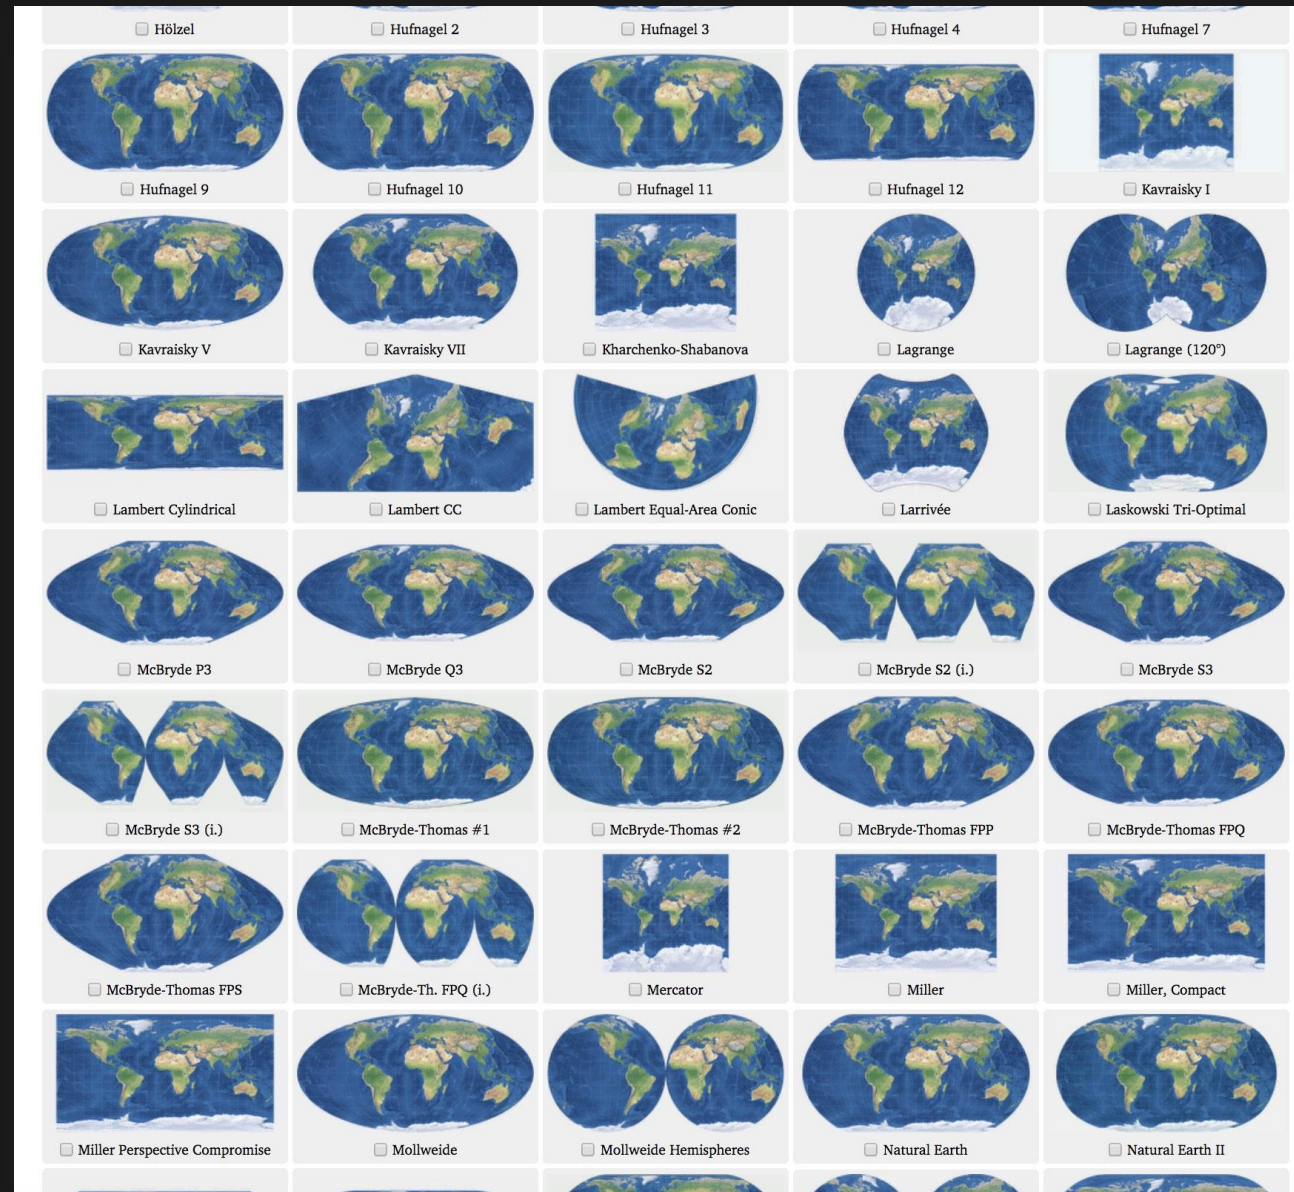 Hölzel
Hufnagel 2
Hufnagel 3
Hufnagel 4
Hufnagel 7
Hufnagel 9
Hufnagel 10
Hufnagel 11
Hufnagel 12
Kavraisky I
Kavraisky V
Kavraisky VII
Kharchenko-Shabanova
Lagrange
Lagrange (120°)
Lambert Cylindrical
Lambert CC
Lambert Equal-Area Conic
Larrivée
Laskowski Tri-Optimal
McBryde P3
McBryde Q3
McBryde S2
McBryde S2 (i.)
McBryde S3
McBryde S3 (i.)
McBryde-Thomas #1
McBryde-Thomas #2
McBryde-Thomas FPP
McBryde-Thomas FPQ
McBryde-Thomas FPS
McBryde-Th. FPQ (i.)
Mercator
Miller
Miller, Compact
Miller Perspective Compromise
Mollweide
Mollweide Hemispheres
Natural Earth
Natural Earth II